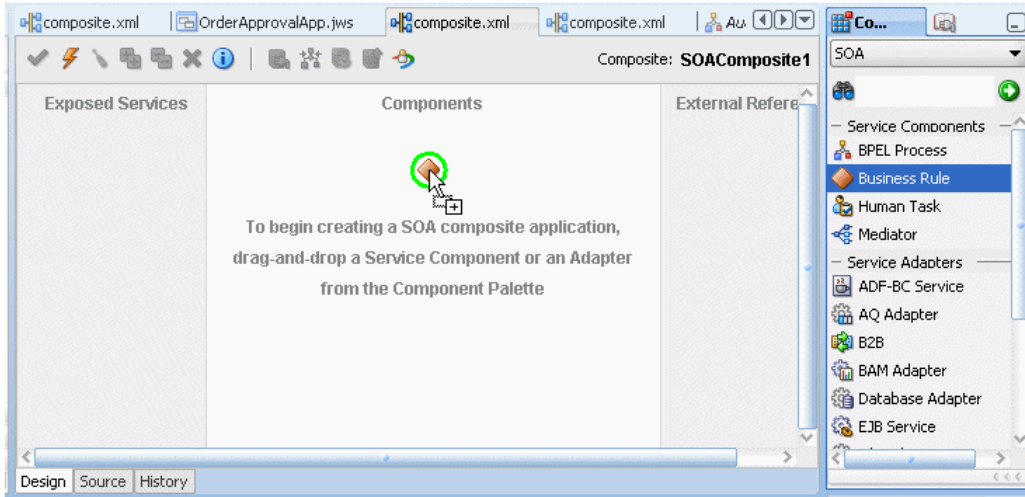 composite.xml
OrderApprovalApp.jws
composite.xml
composite.xml
Au
Co...
Composite: SOAComposite1
SOA
Exposed Services
Components
External Refere
To begin creating a SOA composite application,
drag-and-drop a Service Component or an Adapter
from the Component Palette
Service Components
BPEL Process
Business Rule
Human Task
Mediator
Service Adapters
ADF-BC Service
AQ Adapter
B2B
BAM Adapter
Database Adapter
EJB Service
Design
Source
History